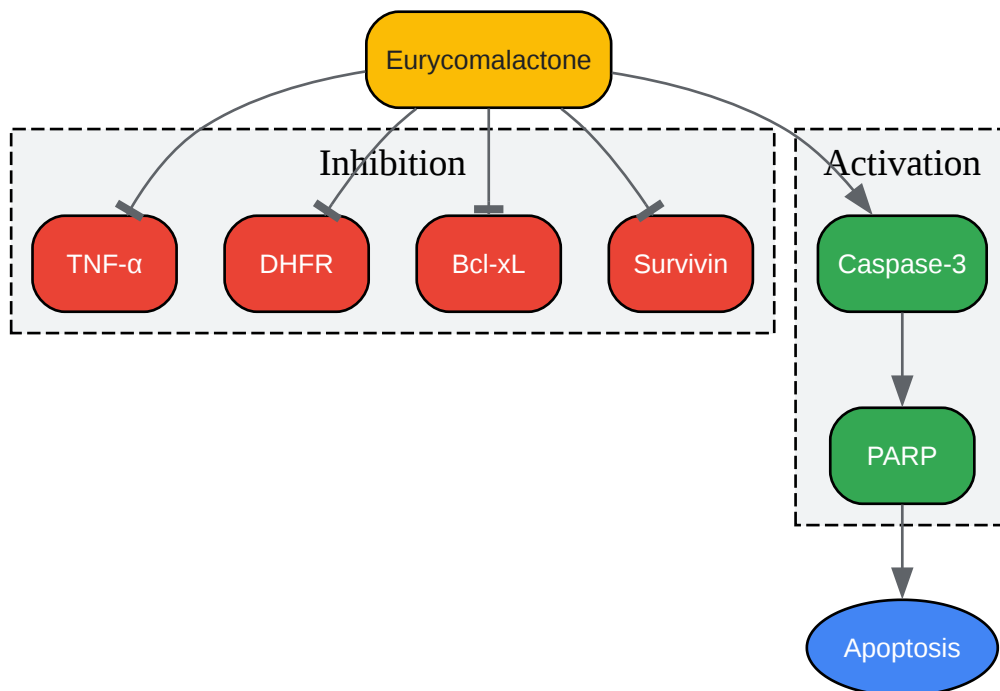 Eurycomalactone
Inhibition
Activation
TNF-α
DHFR
Bcl-xL
Survivin
Caspase-3
PARP
Apoptosis